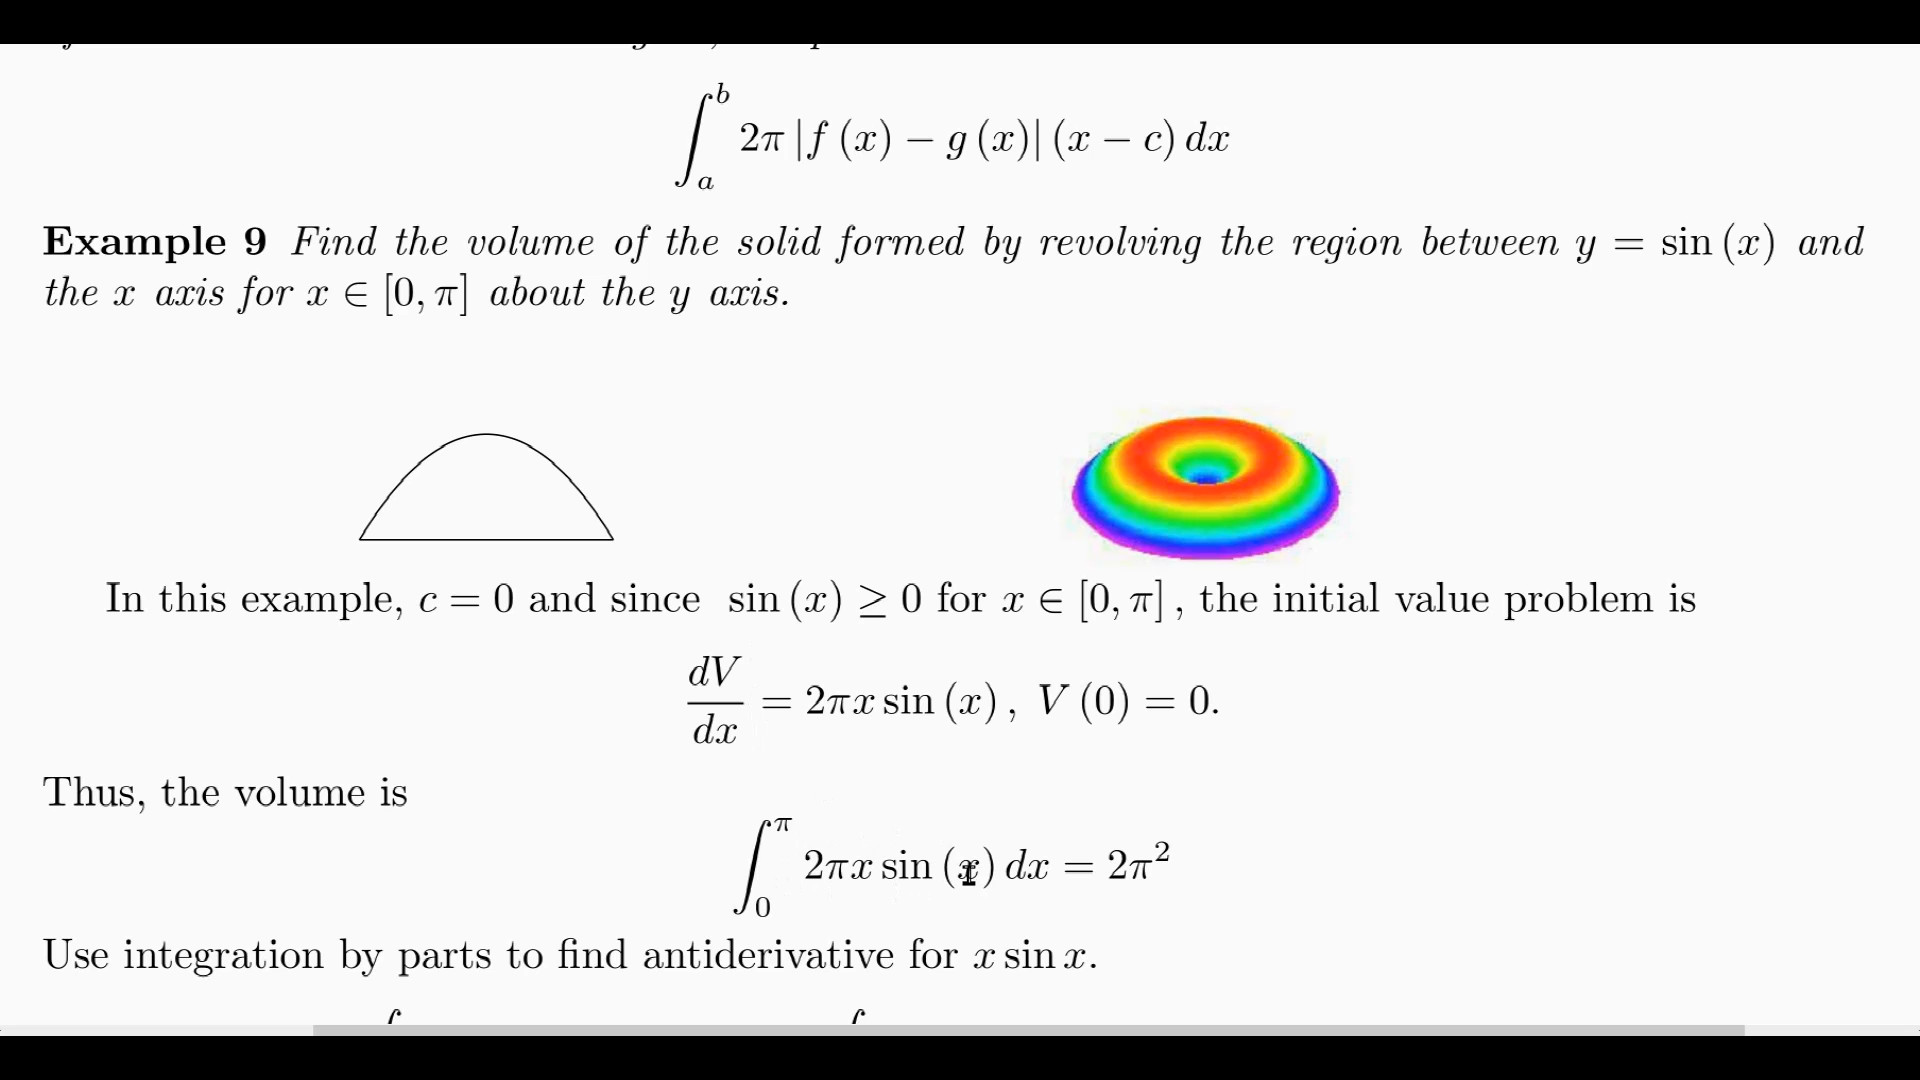 ∫_a^b 2π |f (x) − g (x)| (x − c) dx
Example 9 Find the volume of the solid formed by revolving the region between y = sin (x) and
the x axis for x ∈ [0, π] about the y axis.
In this example, c = 0 and since sin (x) ≥ 0 for x ∈ [0, π] , the initial value problem is
dV/dx = 2πx sin (x) , V (0) = 0.
Thus, the volume is
∫_0^π 2πx sin (x) dx = 2π²
Use integration by parts to find antiderivative for x sin x.